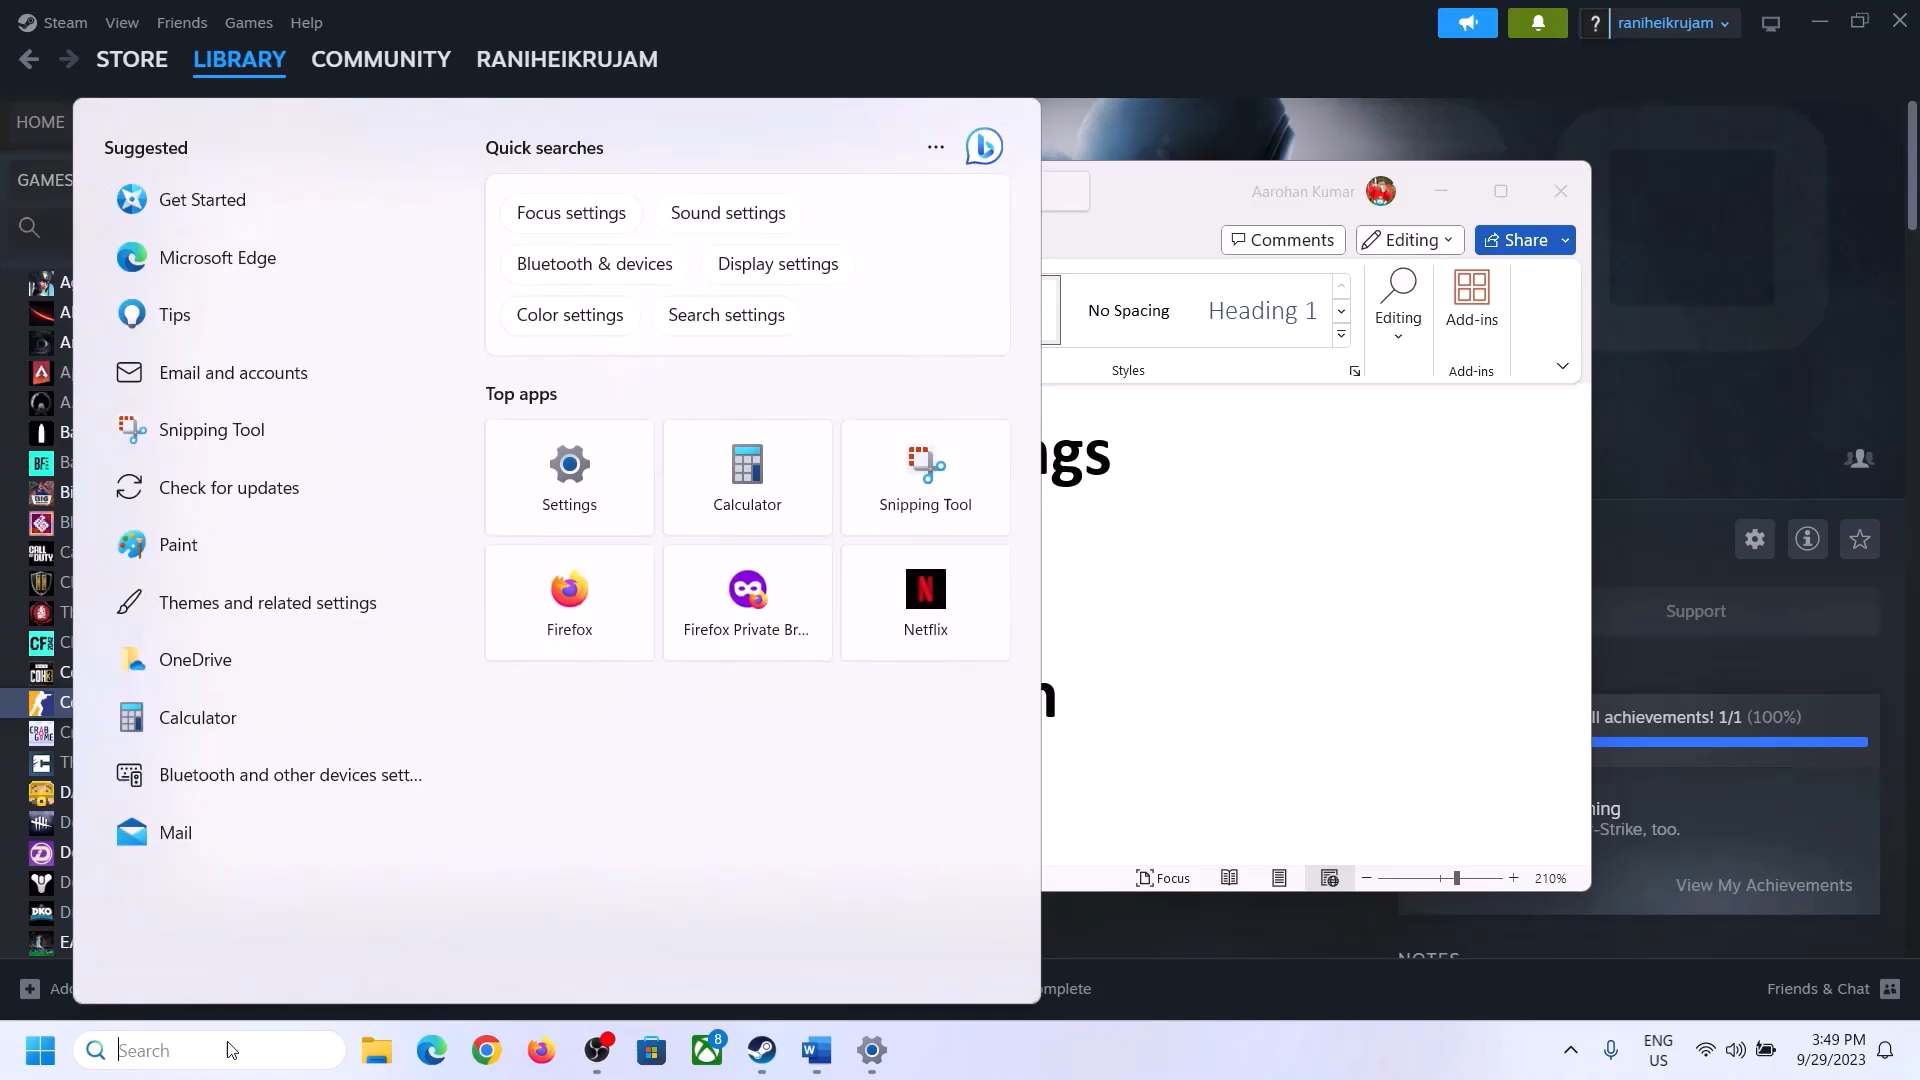 Steam View Friends Games Help
raniheikrujam
STORE LIBRARY COMMUNITY RANIHEIKRUJAM
HOME
GAMES
Suggested
Get Started
Microsoft Edge
Tips
Email and accounts
Snipping Tool
Check for updates
Paint
Themes and related settings
OneDrive
Calculator
Bluetooth and other devices sett...
Mail
Quick searches
Focus settings Sound settings
Bluetooth & devices Display settings
Color settings Search settings
Top apps
Settings Calculator Snipping Tool
Firefox Firefox Private Br... Netflix
Aarohan Kumar
Comments Editing Share
No Spacing Heading 1
Editing
Add-ins
Styles
Add-ins
ngs
Focus
210%
Support
ll achievements! 1/1 (100%)
-Strike, too.
View My Achievements
NOTES
Add
mplete
Friends & Chat
Search
8
ENG
US
3:49 PM
9/29/2023